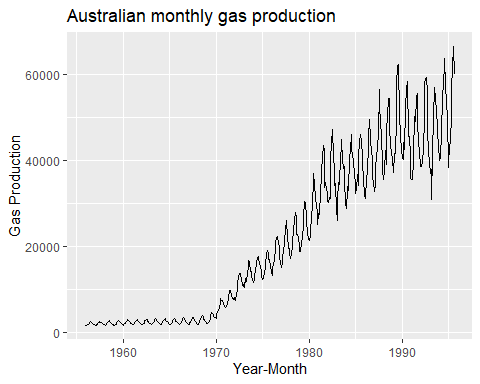 Australian monthly gas production
Gas Production
60000
40000
20000
0
1960 1970 1980 1990
Year-Month